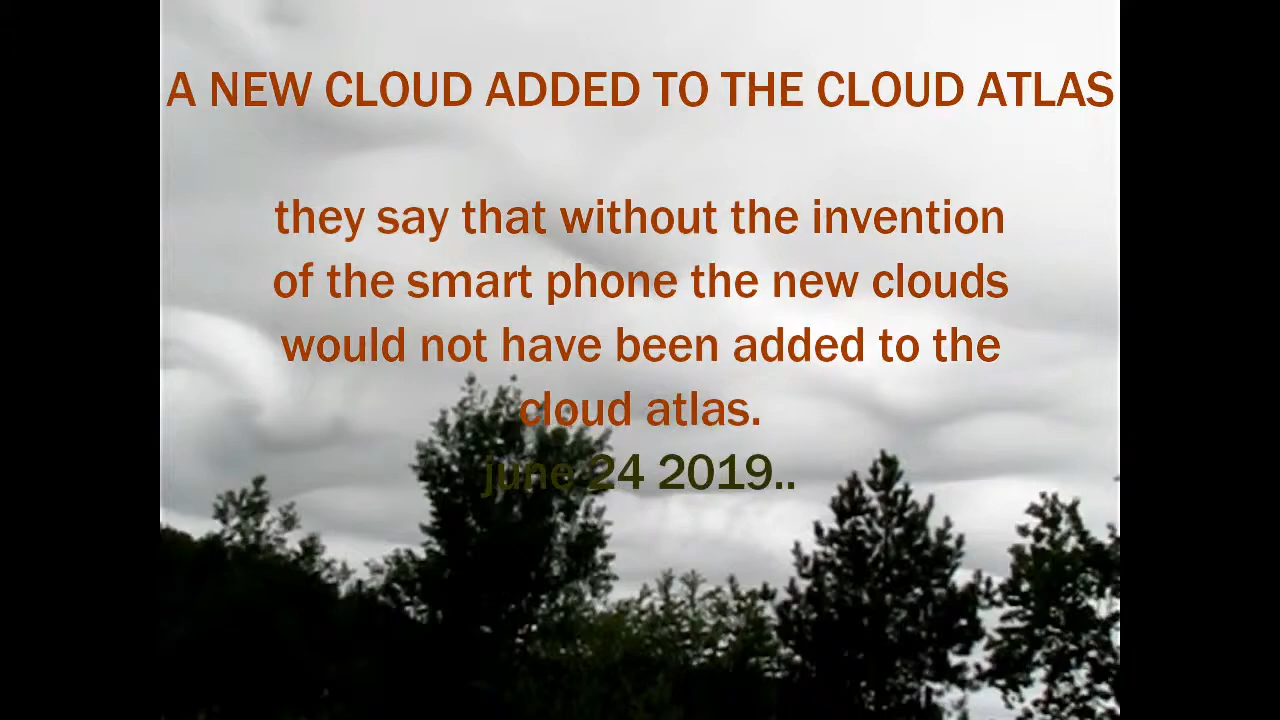 A NEW CLOUD ADDED TO THE CLOUD ATLAS
they say that without the invention
of the smart phone the new clouds
would not have been added to the
cloud atlas.
june 24 2019..